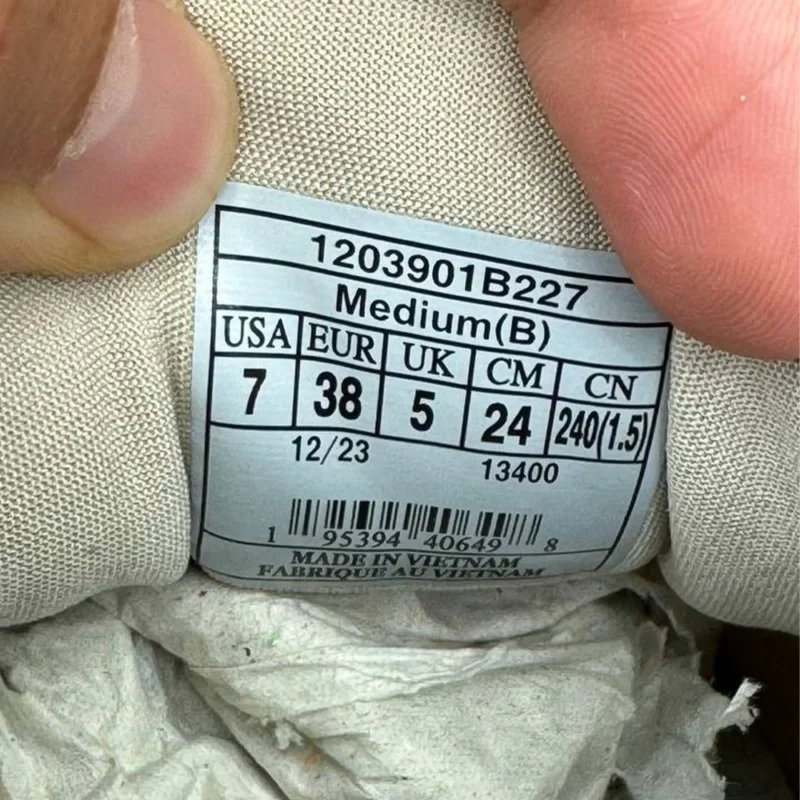 1203901B227
Medium(B)
USA EUR UK CM CN
7 38 5 24 240(1.5)
12/23 13400
1 95394 40649 8
MADE IN VIETNAM
FABRIQUE AU VIETNAM